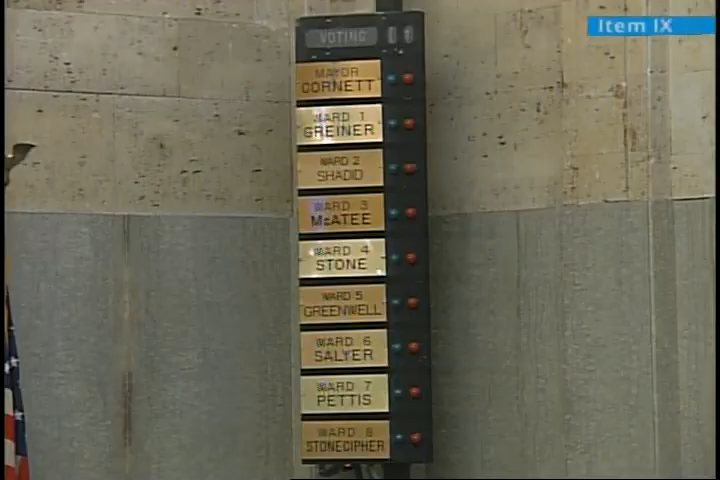 Item IX
VOTING
MAYOR
CORNETT
WARD 1
GREINER
WARD 2
SHADID
WARD 3
McATEE
WARD 4
STONE
WARD 5
GREENWELL
WARD 6
SALYER
WARD 7
PETTIS
WARD 8
STONECIPHER